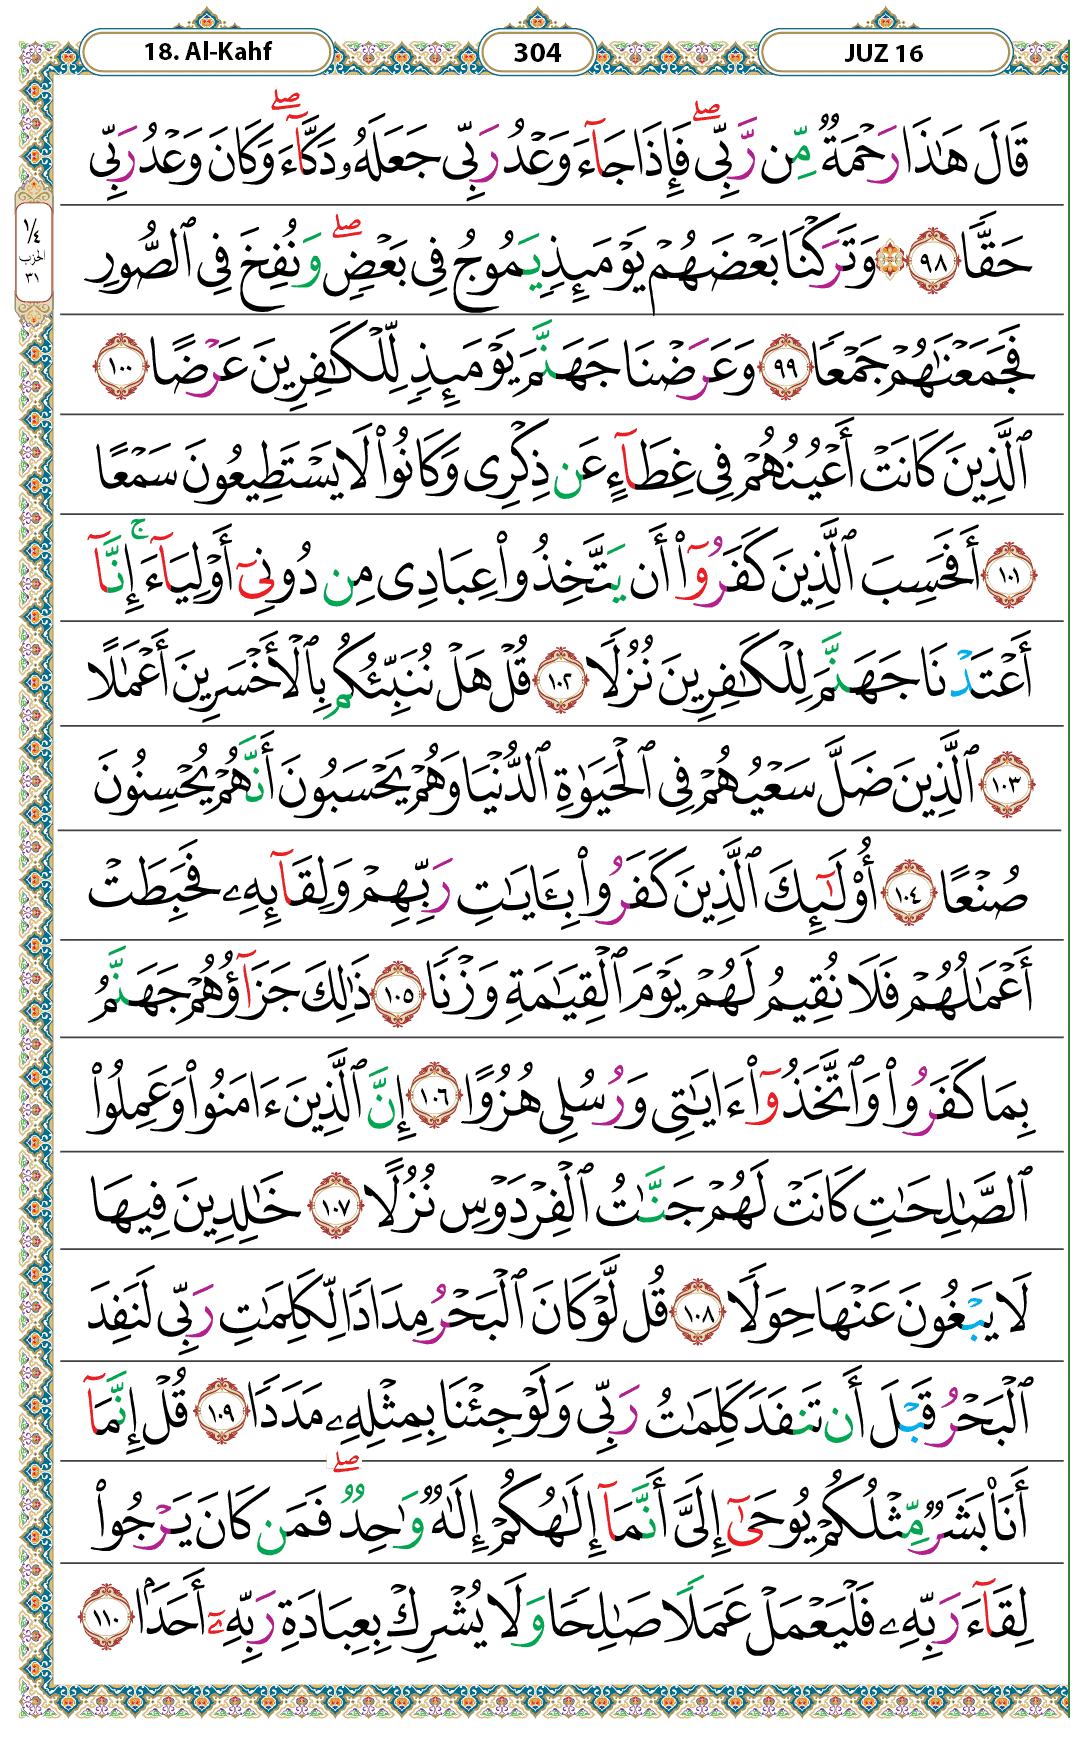 18. Al-Kahf
304
JUZ 16
١/٤
الحزب
٣١
قَالَ هَٰذَا رَحْمَةٌ مِّن رَّبِّى ۖ فَإِذَا جَآءَ وَعْدُ رَبِّى جَعَلَهُۥ دَكَّآءَ ۖ وَكَانَ وَعْدُ رَبِّى
حَقًّا ٩٨ ۞ وَتَرَكْنَا بَعْضَهُمْ يَوْمَئِذٍ يَمُوجُ فِى بَعْضٍ ۖ وَنُفِخَ فِى ٱلصُّورِ
فَجَمَعْنَٰهُمْ جَمْعًا ٩٩ وَعَرَضْنَا جَهَنَّمَ يَوْمَئِذٍ لِّلْكَٰفِرِينَ عَرْضًا ١٠٠
ٱلَّذِينَ كَانَتْ أَعْيُنُهُمْ فِى غِطَآءٍ عَن ذِكْرِى وَكَانُوا۟ لَا يَسْتَطِيعُونَ سَمْعًا
١٠١ أَفَحَسِبَ ٱلَّذِينَ كَفَرُوٓا۟ أَن يَتَّخِذُوا۟ عِبَادِى مِن دُونِىٓ أَوْلِيَآءَ ۚ إِنَّآ
أَعْتَدْنَا جَهَنَّمَ لِلْكَٰفِرِينَ نُزُلًا ١٠٢ قُلْ هَلْ نُنَبِّئُكُم بِٱلْأَخْسَرِينَ أَعْمَٰلًا
١٠٣ ٱلَّذِينَ ضَلَّ سَعْيُهُمْ فِى ٱلْحَيَوٰةِ ٱلدُّنْيَا وَهُمْ يَحْسَبُونَ أَنَّهُمْ يُحْسِنُونَ
صُنْعًا ١٠٤ أُو۟لَٰٓئِكَ ٱلَّذِينَ كَفَرُوا۟ بِـَٔايَٰتِ رَبِّهِمْ وَلِقَآئِهِۦ فَحَبِطَتْ
أَعْمَٰلُهُمْ فَلَا نُقِيمُ لَهُمْ يَوْمَ ٱلْقِيَٰمَةِ وَزْنًا ١٠٥ ذَٰلِكَ جَزَآؤُهُمْ جَهَنَّمُ
بِمَا كَفَرُوا۟ وَٱتَّخَذُوٓا۟ ءَايَٰتِى وَرُسُلِى هُزُوًا ١٠٦ إِنَّ ٱلَّذِينَ ءَامَنُوا۟ وَعَمِلُوا۟
ٱلصَّٰلِحَٰتِ كَانَتْ لَهُمْ جَنَّٰتُ ٱلْفِرْدَوْسِ نُزُلًا ١٠٧ خَٰلِدِينَ فِيهَا
لَا يَبْغُونَ عَنْهَا حِوَلًا ١٠٨ قُل لَّوْ كَانَ ٱلْبَحْرُ مِدَادًا لِّكَلِمَٰتِ رَبِّى لَنَفِدَ
ٱلْبَحْرُ قَبْلَ أَن تَنفَدَ كَلِمَٰتُ رَبِّى وَلَوْ جِئْنَا بِمِثْلِهِۦ مَدَدًا ١٠٩ قُلْ إِنَّمَآ
أَنَا۠ بَشَرٌ مِّثْلُكُمْ يُوحَىٰٓ إِلَىَّ أَنَّمَآ إِلَٰهُكُمْ إِلَٰهٌ وَٰحِدٌ ۖ فَمَن كَانَ يَرْجُوا۟
لِقَآءَ رَبِّهِۦ فَلْيَعْمَلْ عَمَلًا صَٰلِحًا وَلَا يُشْرِكْ بِعِبَادَةِ رَبِّهِۦٓ أَحَدًۢا ١١٠